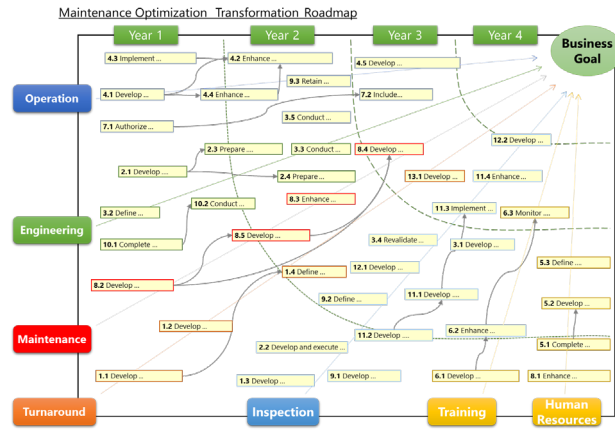 Maintenance Optimization Transformation Roadmap
Year 1
Year 2
Year 3
Year 4
Business
Goal
4.3 Implement ...
4.2 Enhance ...
4.5 Develop ...
9.3 Retain ...
Operation
4.1 Develop ...
4.4 Enhance ...
7.2 Include...
7.1 Authorize ...
3.5 Conduct ...
12.2 Develop ...
2.3 Prepare ...
3.3 Conduct ...
8.4 Develop ...
2.1 Develop ...
2.4 Prepare ...
13.1 Develop ...
11.4 Enhance ...
8.3 Enhance ...
10.2 Conduct ...
3.2 Define ...
11.3 Implement ...
6.3 Monitor ....
Engineering
8.5 Develop ...
10.1 Complete ...
3.4 Revalidate ...
3.1 Develop ...
5.3 Define ....
1.4 Define ...
12.1 Develop ...
8.2 Develop ...
9.2 Define ...
11.1 Develop ....
5.2 Develop ...
1.2 Develop ...
11.2 Develop ....
6.2 Enhance ....
Maintenance
2.2 Develop and execute ...
5.1 Complete ...
1.1 Develop ...
1.3 Develop ...
9.1 Develop ...
6.1 Develop ...
8.1 Enhance ...
Turnaround
Inspection
Training
Human
Resources